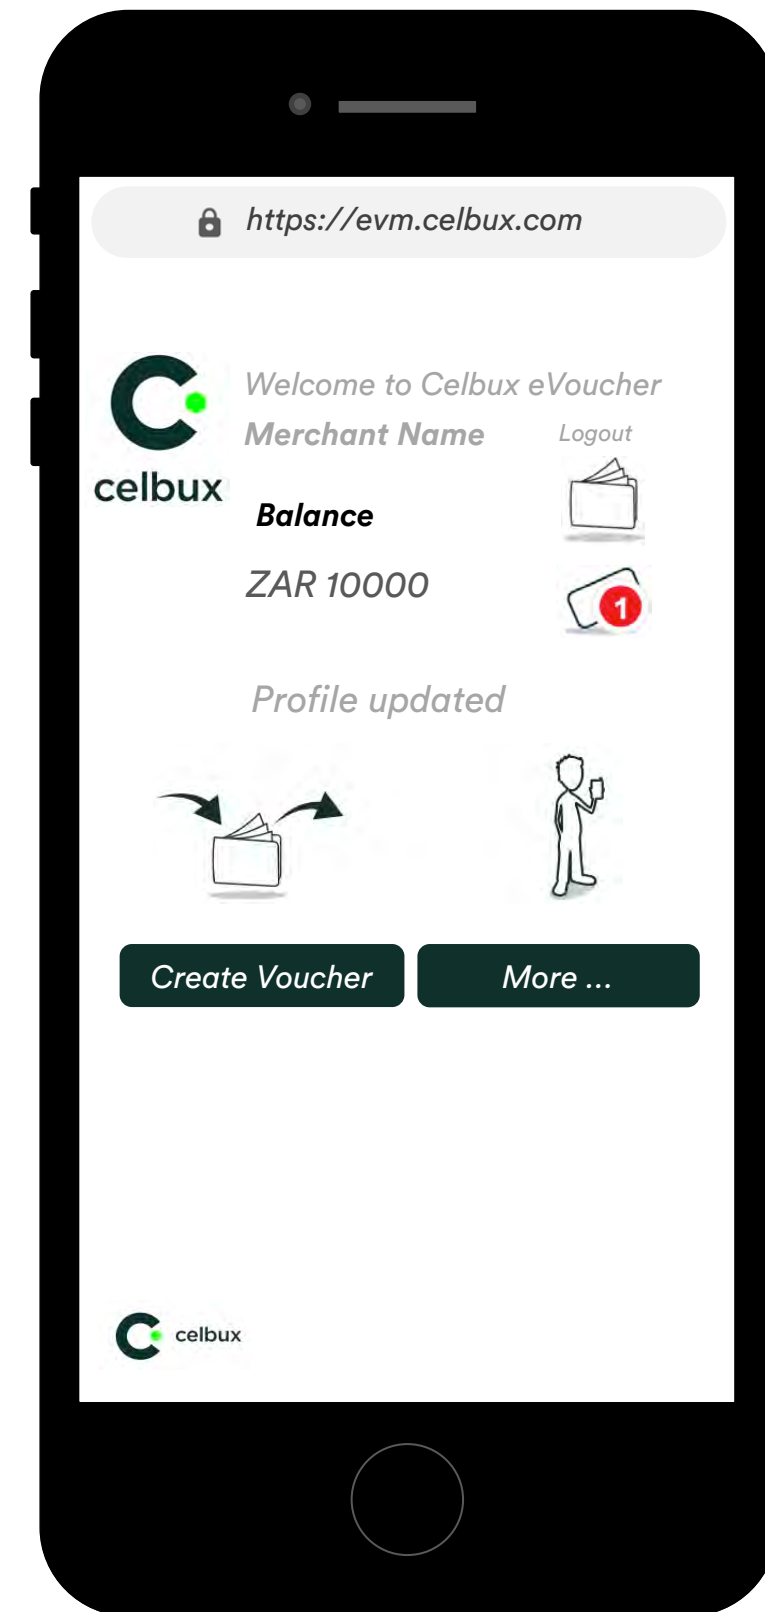 https://evm.celbux.com
Welcome to Celbux eVoucher
Merchant Name
Logout
celbux
Balance
ZAR 10000
1
Profile updated
Create Voucher
More ...
celbux